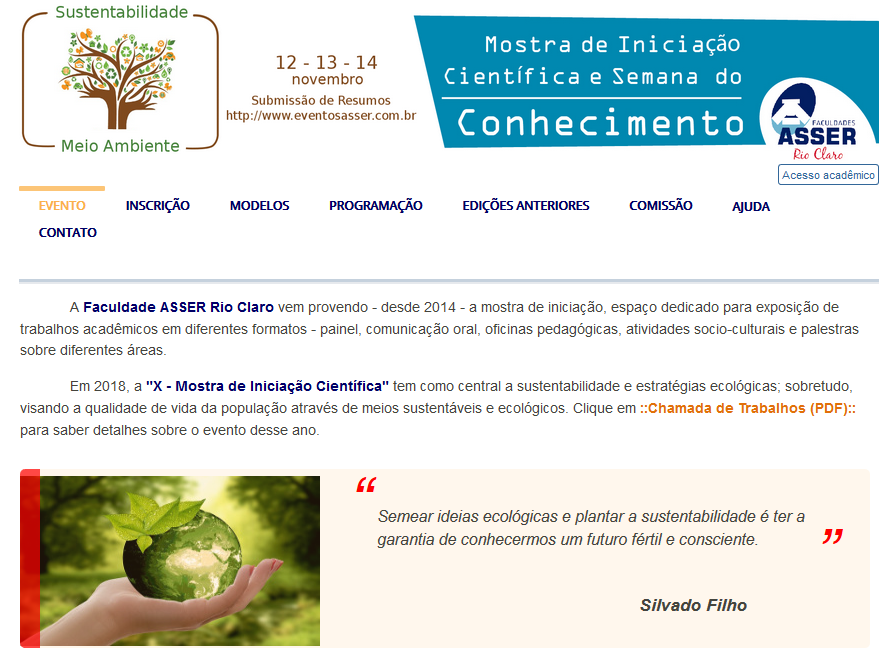 Sustentabilidade
Meio Ambiente
12 - 13 - 14
novembro
Submissão de Resumos
http://www.eventosasser.com.br
Mostra de Iniciação
Científica e Semana do
Conhecimento
FACULDADES
ASSER
Rio Claro
Acesso acadêmico
EVENTO INSCRIÇÃO MODELOS PROGRAMAÇÃO EDIÇÕES ANTERIORES COMISSÃO AJUDA
CONTATO
A Faculdade ASSER Rio Claro vem provendo - desde 2014 - a mostra de iniciação, espaço dedicado para exposição de
trabalhos acadêmicos em diferentes formatos - painel, comunicação oral, oficinas pedagógicas, atividades socio-culturais e palestras
sobre diferentes áreas.
Em 2018, a "X - Mostra de Iniciação Científica" tem como central a sustentabilidade e estratégias ecológicas; sobretudo,
visando a qualidade de vida da população através de meios sustentáveis e ecológicos. Clique em ::Chamada de Trabalhos (PDF)::
para saber detalhes sobre o evento desse ano.
“
Semear ideias ecológicas e plantar a sustentabilidade é ter a
garantia de conhecermos um futuro fértil e consciente. ”
Silvado Filho